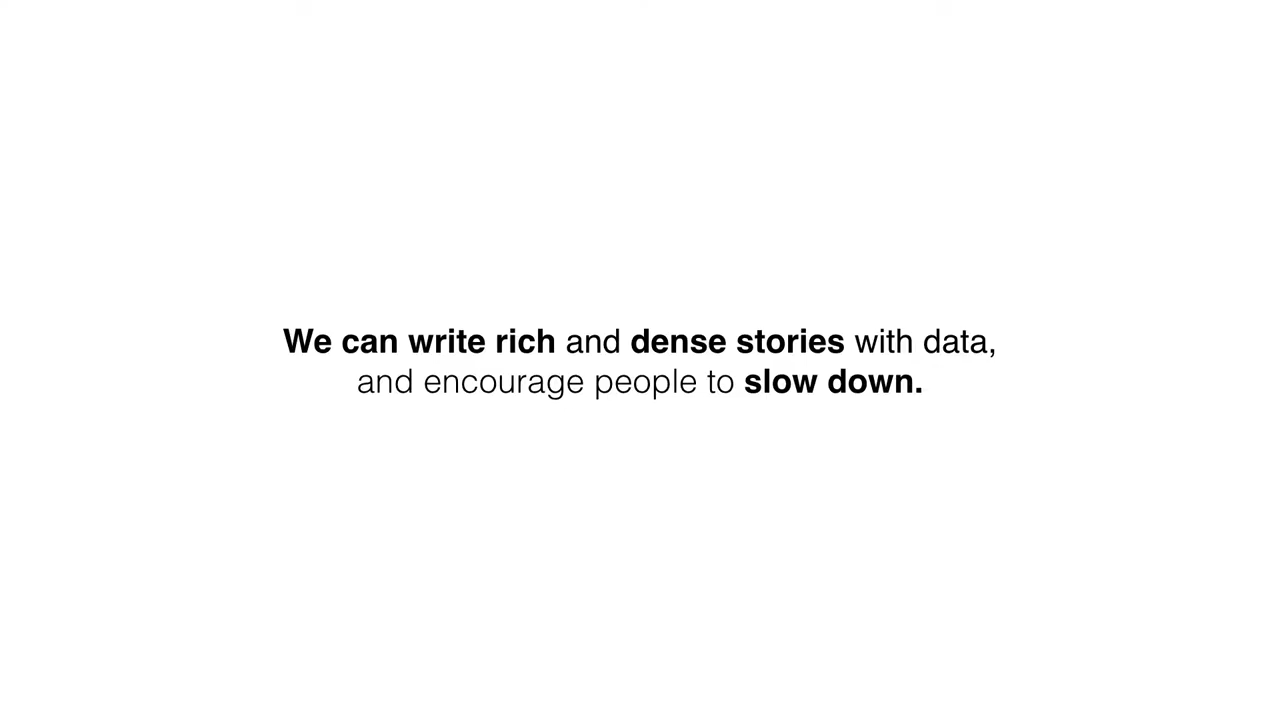 We can write rich and dense stories with data,
and encourage people to slow down.